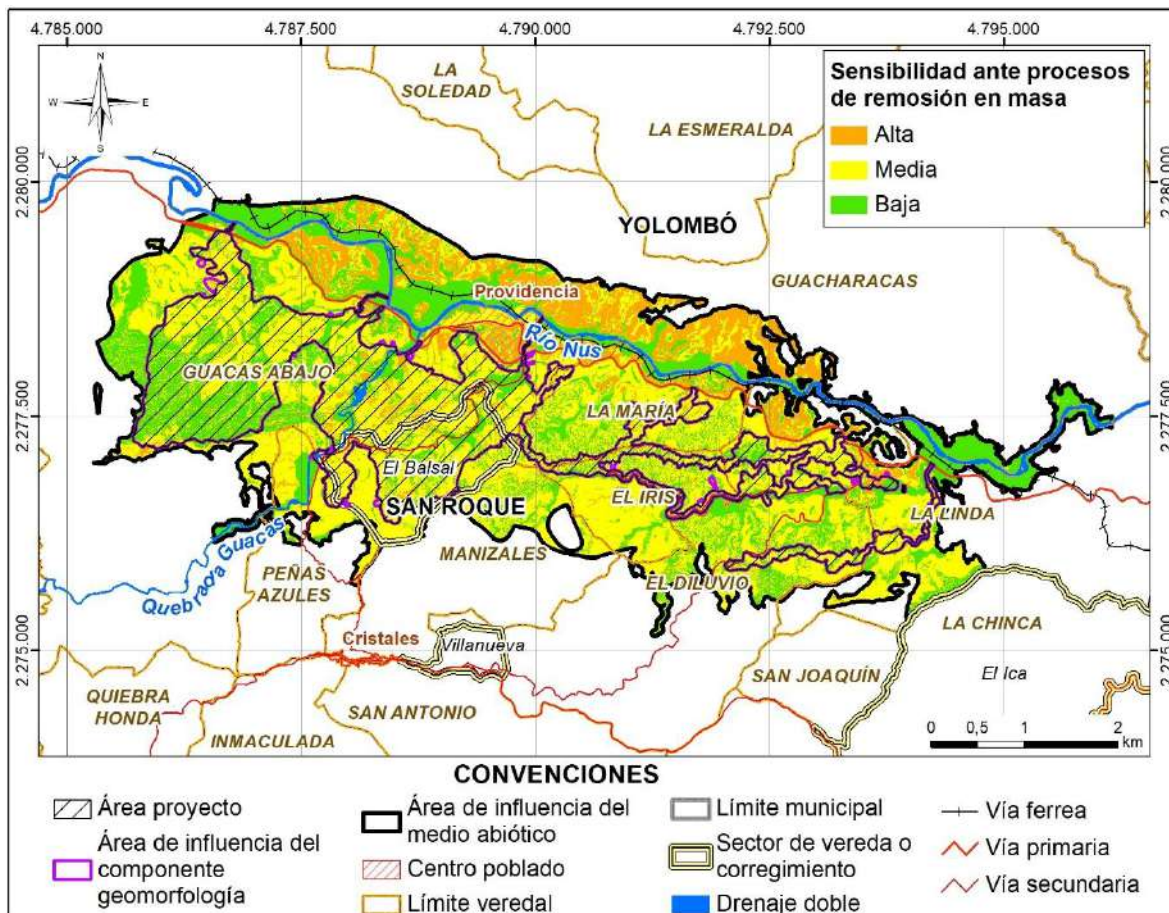 4.785.000 4.787.500 4.790.000 4.792.500 4.795.000
N
W E
S
Sensibilidad ante procesos
de remosión en masa
Alta
Media
Baja
LA
SOLEDAD
LA ESMERALDA
2.280.000 2.280.000
YOLOMBÓ
GUACHARACAS
Providencia
Río Nus
GUACAS ABAJO
LA MARÍA
2.277.500 2.277.500
El Balsal
SAN ROQUE
EL IRIS
LA LINDA
MANIZALES
Quebrada Guacas
PEÑAS
AZULES
EL DILUVIO
LA CHINCA
Cristales
Villanueva
2.275.000 2.275.000
SAN JOAQUÍN
El Ica
QUIEBRA
HONDA
SAN ANTONIO
INMACULADA
0 0,5 1 2
km
CONVENCIONES
Área proyecto
Área de influencia del
componente
geomorfología
Área de influencia del
medio abiótico
Centro poblado
Límite veredal
Límite municipal
Sector de vereda o
corregimiento
Drenaje doble
Vía ferrea
Vía primaria
Vía secundaria